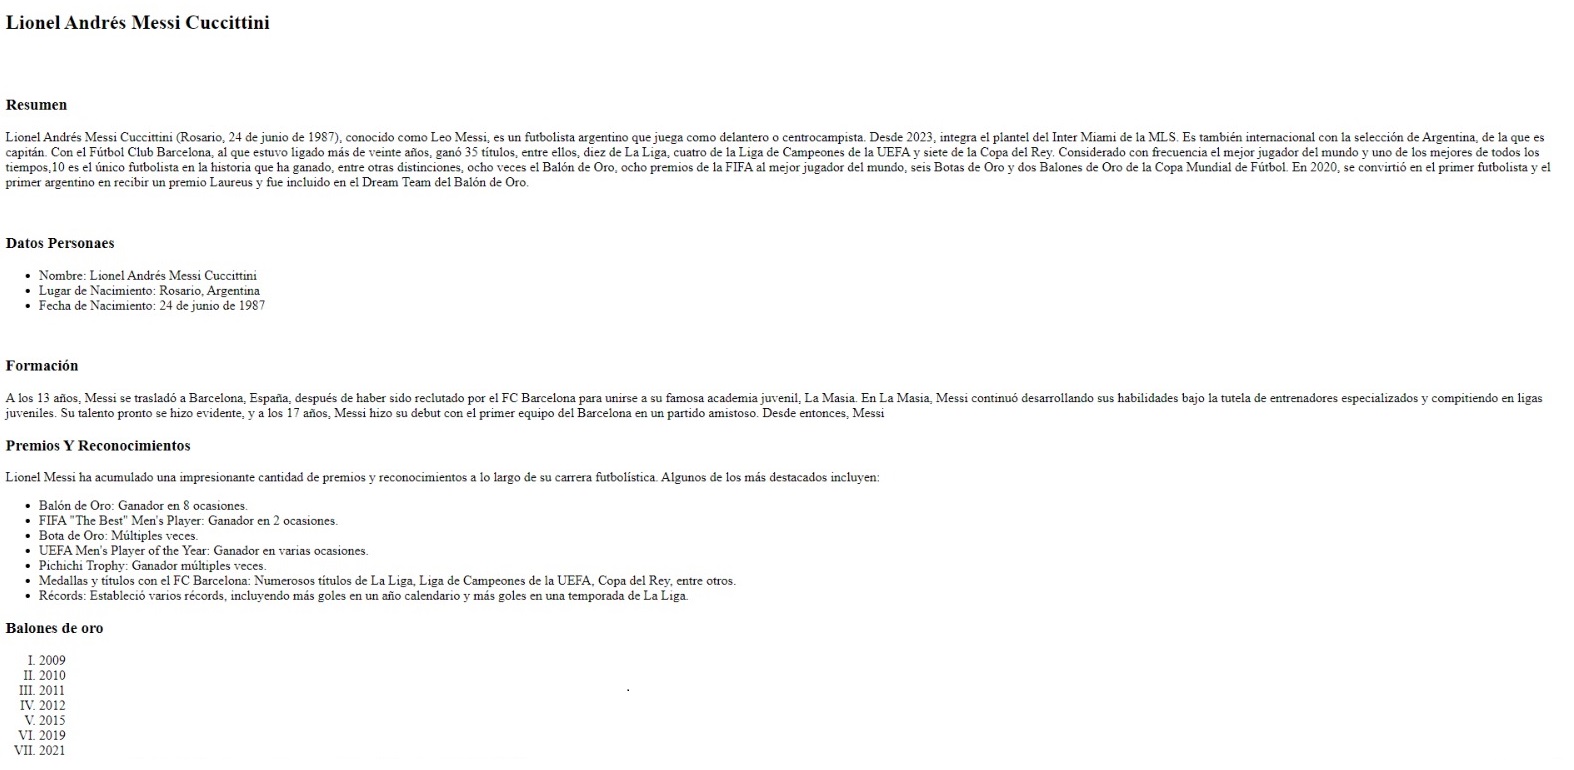 Lionel Andrés Messi Cuccittini
Resumen
Lionel Andrés Messi Cuccittini (Rosario, 24 de junio de 1987), conocido como Leo Messi, es un futbolista argentino que juega como delantero o centrocampista. Desde 2023, integra el plantel del Inter Miami de la MLS. Es también internacional con la selección de Argentina, de la que es
capitán. Con el Fútbol Club Barcelona, al que estuvo ligado más de veinte años, ganó 35 títulos, entre ellos, diez de La Liga, cuatro de la Liga de Campeones de la UEFA y siete de la Copa del Rey. Considerado con frecuencia el mejor jugador del mundo y uno de los mejores de todos los
tiempos,10 es el único futbolista en la historia que ha ganado, entre otras distinciones, ocho veces el Balón de Oro, ocho premios de la FIFA al mejor jugador del mundo, seis Botas de Oro y dos Balones de Oro de la Copa Mundial de Fútbol. En 2020, se convirtió en el primer futbolista y el
primer argentino en recibir un premio Laureus y fue incluido en el Dream Team del Balón de Oro.
Datos Personaes
• Nombre: Lionel Andrés Messi Cuccittini
• Lugar de Nacimiento: Rosario, Argentina
• Fecha de Nacimiento: 24 de junio de 1987
Formación
A los 13 años, Messi se trasladó a Barcelona, España, después de haber sido reclutado por el FC Barcelona para unirse a su famosa academia juvenil, La Masia. En La Masia, Messi continuó desarrollando sus habilidades bajo la tutela de entrenadores especializados y compitiendo en ligas
juveniles. Su talento pronto se hizo evidente, y a los 17 años, Messi hizo su debut con el primer equipo del Barcelona en un partido amistoso. Desde entonces, Messi
Premios Y Reconocimientos
Lionel Messi ha acumulado una impresionante cantidad de premios y reconocimientos a lo largo de su carrera futbolística. Algunos de los más destacados incluyen:
• Balón de Oro: Ganador en 8 ocasiones.
• FIFA "The Best" Men's Player: Ganador en 2 ocasiones.
• Bota de Oro: Múltiples veces.
• UEFA Men's Player of the Year: Ganador en varias ocasiones.
• Pichichi Trophy: Ganador múltiples veces.
• Medallas y títulos con el FC Barcelona: Numerosos títulos de La Liga, Liga de Campeones de la UEFA, Copa del Rey, entre otros.
• Récords: Estableció varios récords, incluyendo más goles en un año calendario y más goles en una temporada de La Liga.
Balones de oro
I. 2009
II. 2010
III. 2011
IV. 2012
V. 2015
VI. 2019
VII. 2021